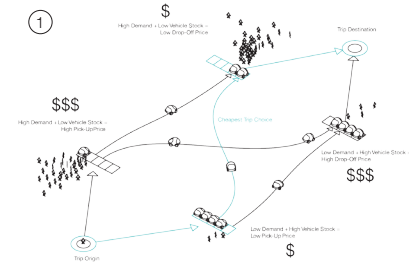 1
$
High Demand + Low Vehicle Stock =
Low Drop-Off Price
Trip Destination
$$$
High Demand + Low Vehicle Stock =
High Pick-Up Price
Cheapest Trip Choice
Low Demand + High Vehicle Stock =
High Drop-Off Price
$$$
Low Demand + High Vehicle Stock =
Low Pick-Up Price
$
Trip Origin